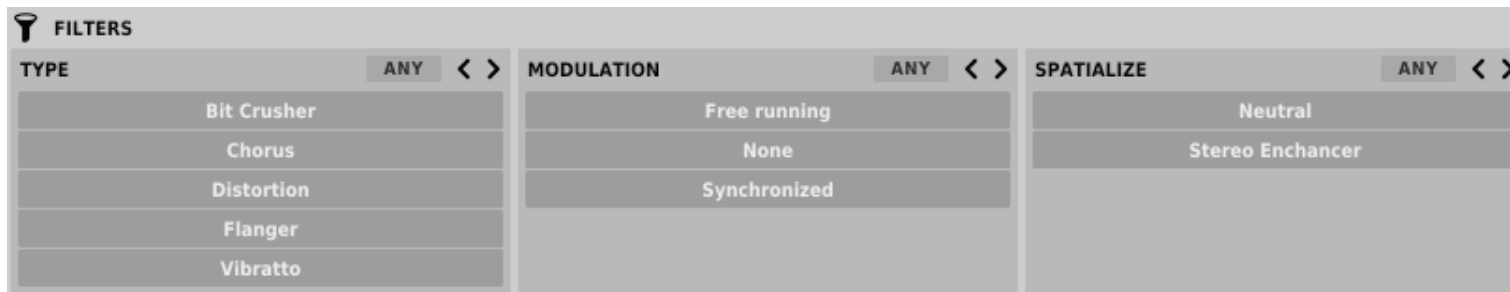 FILTERS
TYPE ANY
Bit Crusher
Chorus
Distortion
Flanger
Vibratto
MODULATION ANY
Free running
None
Synchronized
SPATIALIZE ANY
Neutral
Stereo Enchancer